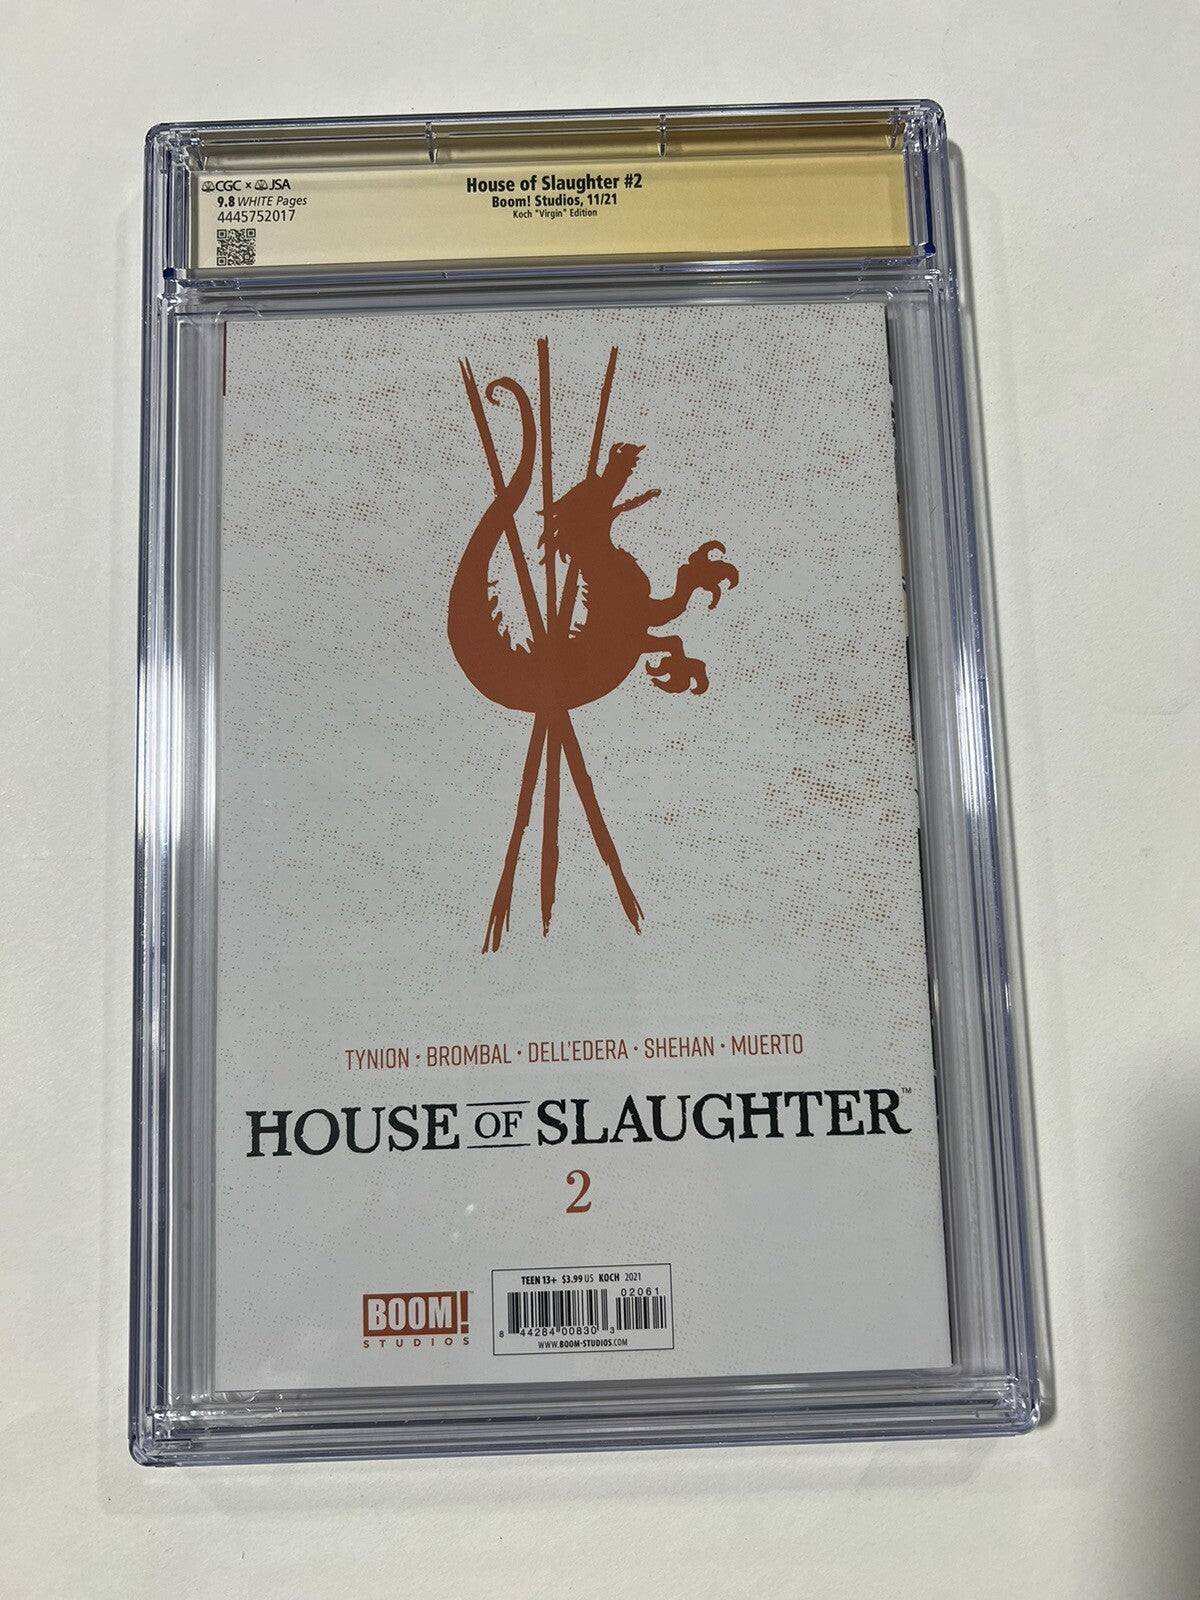 CGC × JSA
9.8 WHITE Pages
4445752017
House of Slaughter #2
Boom! Studios, 11/21
Koch "Virgin" Edition
TYNION · BROMBAL · DELL'EDERA · SHEHAN · MUERTO
HOUSE OF SLAUGHTER™
2
BOOM!™
STUDIOS
TEEN 13+ $3.99 US KOCH 2021
02061
8 44284 00830 3
WWW.BOOM-STUDIOS.COM